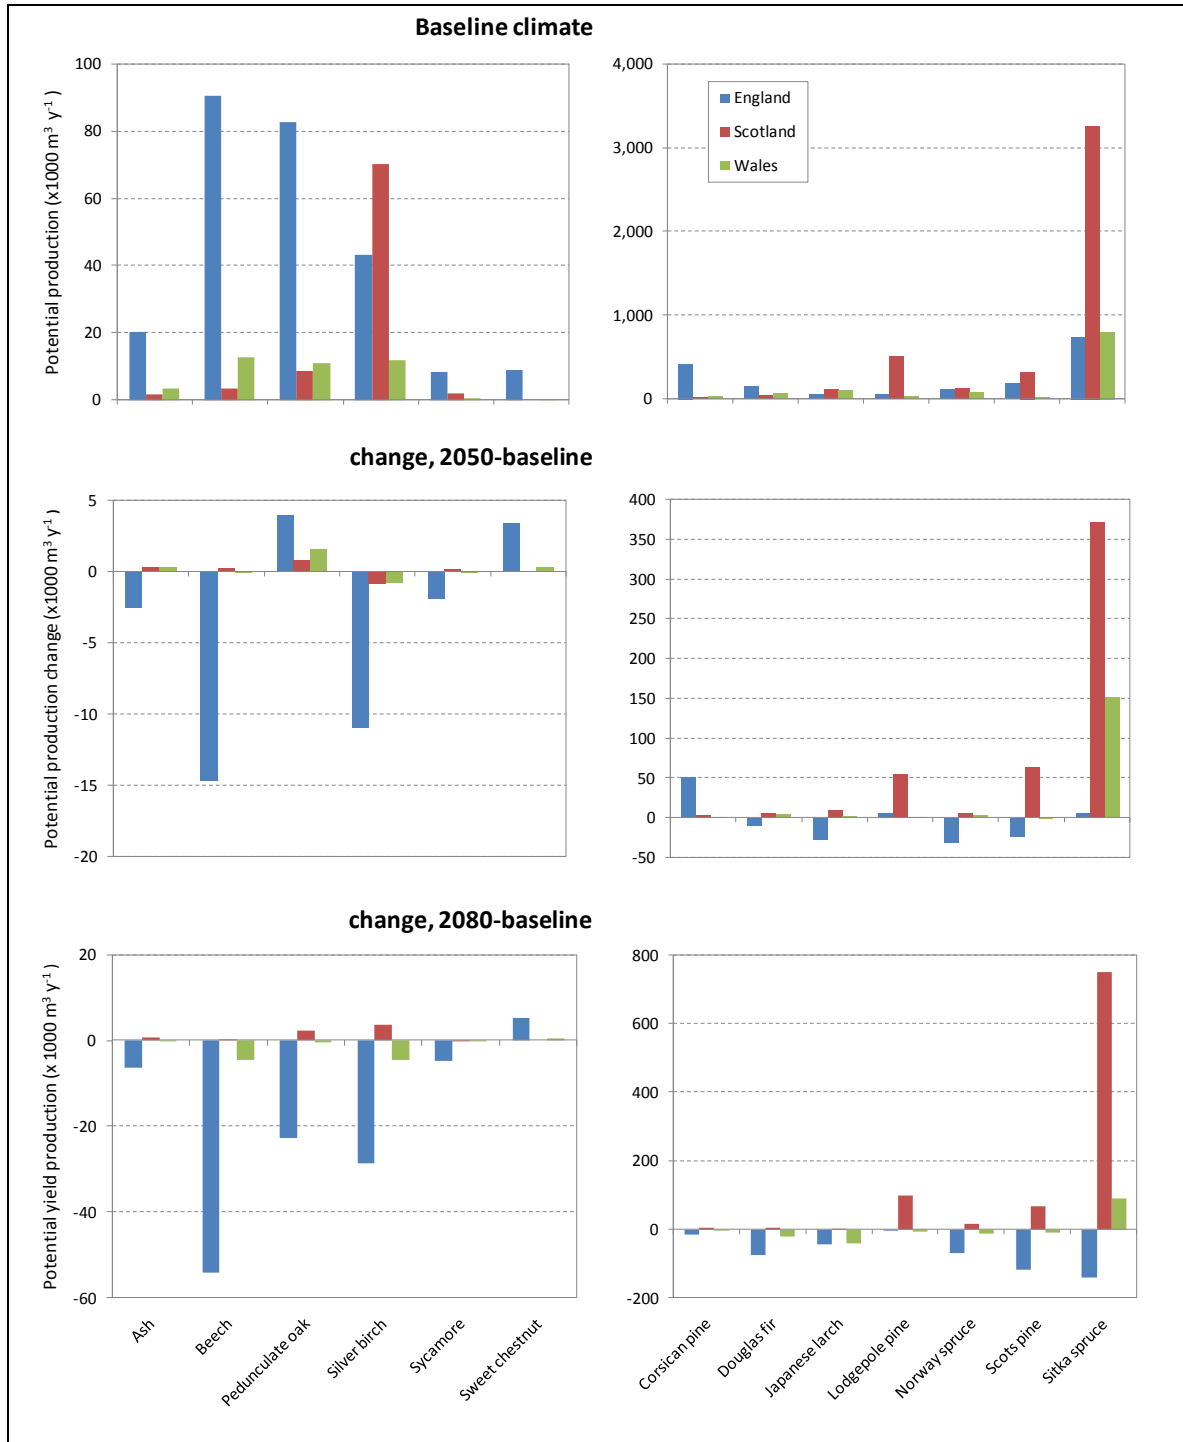 Baseline climate
Potential production (x1000 m³ y⁻¹ )
100
80
60
40
20
0
4,000
3,000
2,000
1,000
0
England
Scotland
Wales
change, 2050-baseline
Potential production change (x1000 m³ y⁻¹ )
5
0
-5
-10
-15
-20
400
350
300
250
200
150
100
50
0
-50
change, 2080-baseline
Potential yield production (x 1000 m³ y⁻¹ )
20
0
-20
-40
-60
800
600
400
200
0
-200
Ash
Beech
Pedunculate oak
Silver birch
Sycamore
Sweet chestnut
Corsican pine
Douglas fir
Japanese larch
Lodgepole pine
Norway spruce
Scots pine
Sitka spruce